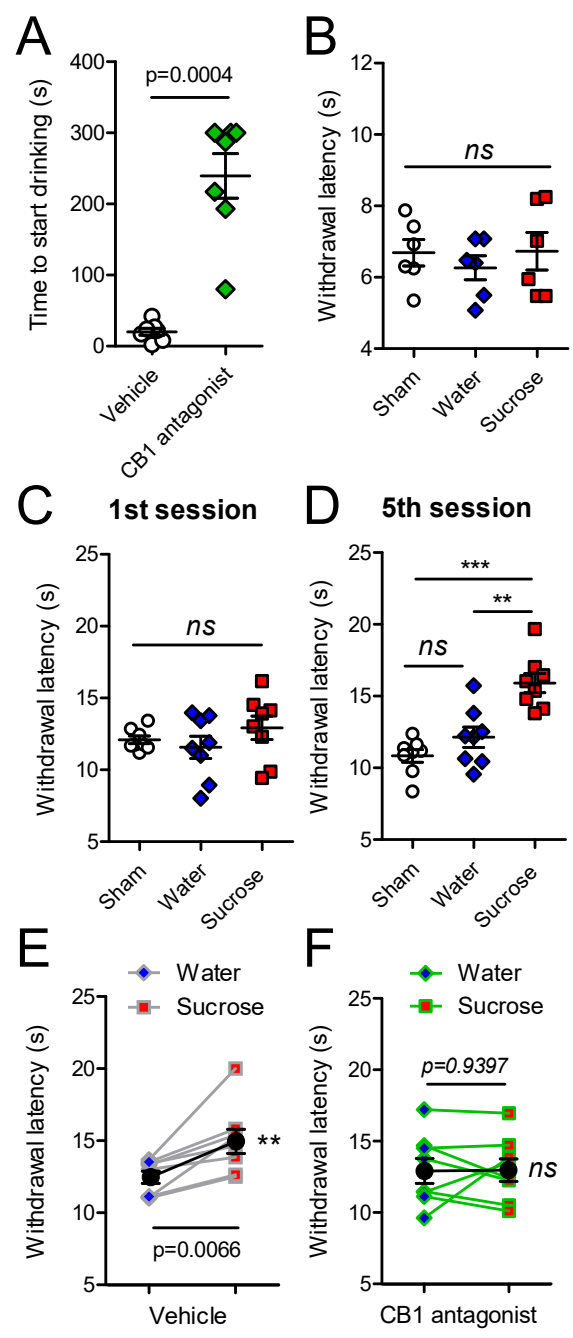 A
Time to start drinking (s)
400
300
200
100
0
p=0.0004
Vehicle
CB1 antagonist
B
Withdrawal latency (s)
12
10
8
6
4
ns
Sham
Water
Sucrose
C
1st session
Withdrawal latency (s)
25
20
15
10
5
ns
Sham
Water
Sucrose
D
5th session
Withdrawal latency (s)
25
20
15
10
5
***
**
ns
Sham
Water
Sucrose
E
Water
Sucrose
Withdrawal latency (s)
25
20
15
10
5
**
p=0.0066
Vehicle
F
Water
Sucrose
Withdrawal latency (s)
25
20
15
10
5
p=0.9397
ns
CB1 antagonist